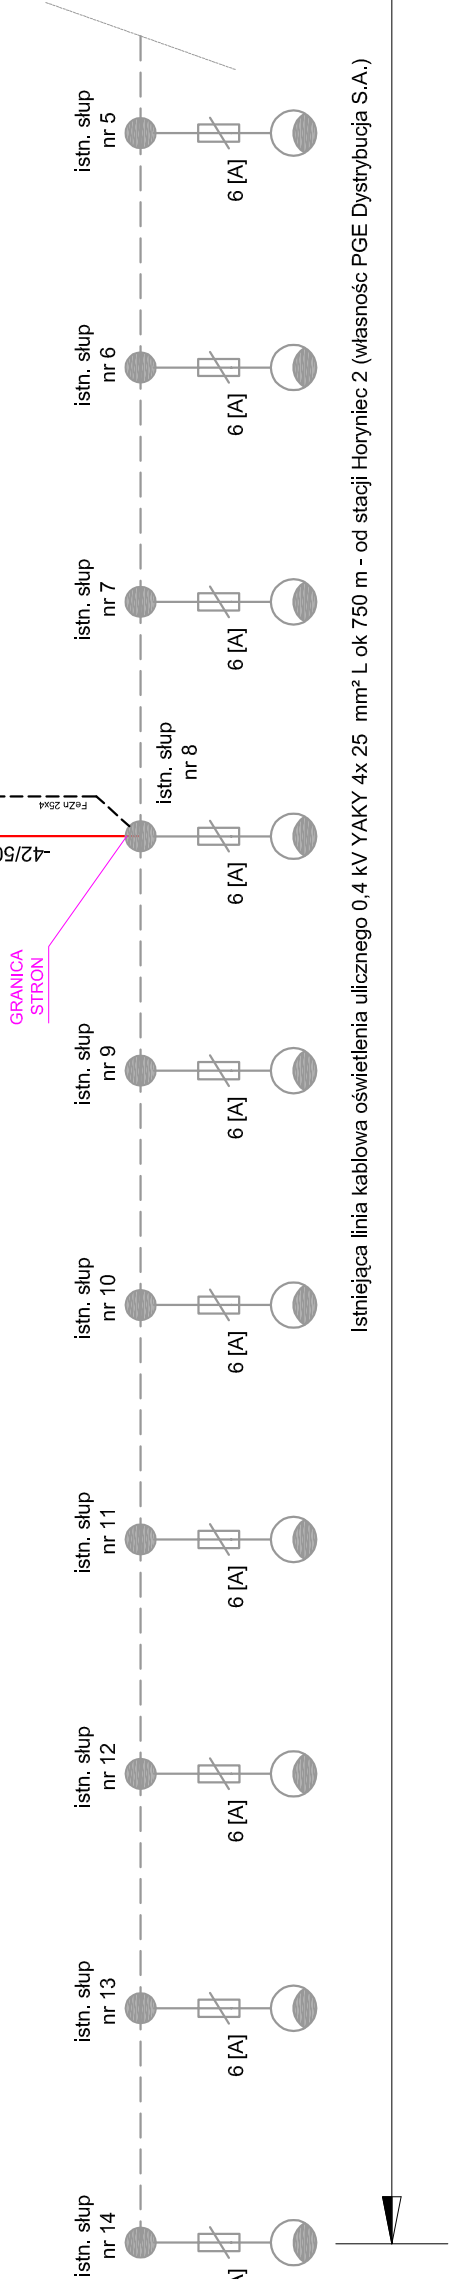 istn. słup
nr 5
6 [A]
istn. słup
nr 6
6 [A]
istn. słup
nr 7
6 [A]
istn. słup
nr 8
6 [A]
FeZn 25x4
-42/50
GRANICA
STRON
istn. słup
nr 9
6 [A]
istn. słup
nr 10
6 [A]
istn. słup
nr 11
6 [A]
istn. słup
nr 12
6 [A]
istn. słup
nr 13
6 [A]
istn. słup
nr 14
A]
Istniejąca linia kablowa oświetlenia ulicznego 0,4 kV YAKY 4x 25 mm² L ok 750 m - od stacji Horyniec 2 (własnośc PGE Dystrybucja S.A.)